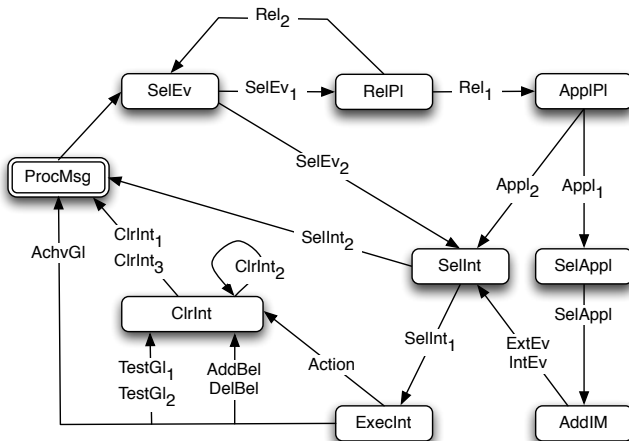 Rel₂
SelEv
SelEv₁
RelPl
Rel₁
ApplPl
SelEv₂
ProcMsg
Appl₂
Appl₁
AchvGl
ClrInt₁
ClrInt₃
SelInt₂
ClrInt₂
SelInt
SelAppl
ClrInt
SelInt₁
SelAppl
ExtEv
IntEv
TestGl₁
TestGl₂
AddBel
DelBel
Action
ExecInt
AddIM